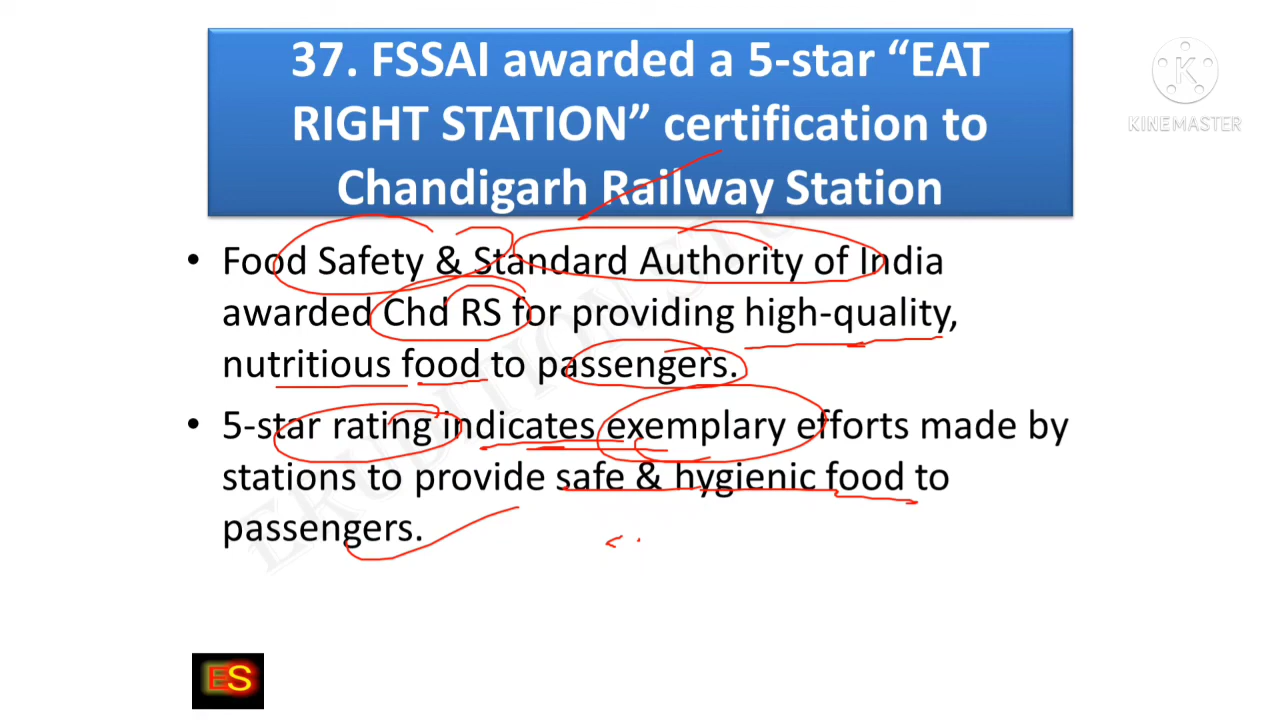 37. FSSAI awarded a 5-star “EAT
RIGHT STATION” certification to
Chandigarh Railway Station
KINEMASTER
• Food Safety & Standard Authority of India
awarded Chd RS for providing high-quality,
nutritious food to passengers.
• 5-star rating indicates exemplary efforts made by
stations to provide safe & hygienic food to
passengers.
ES